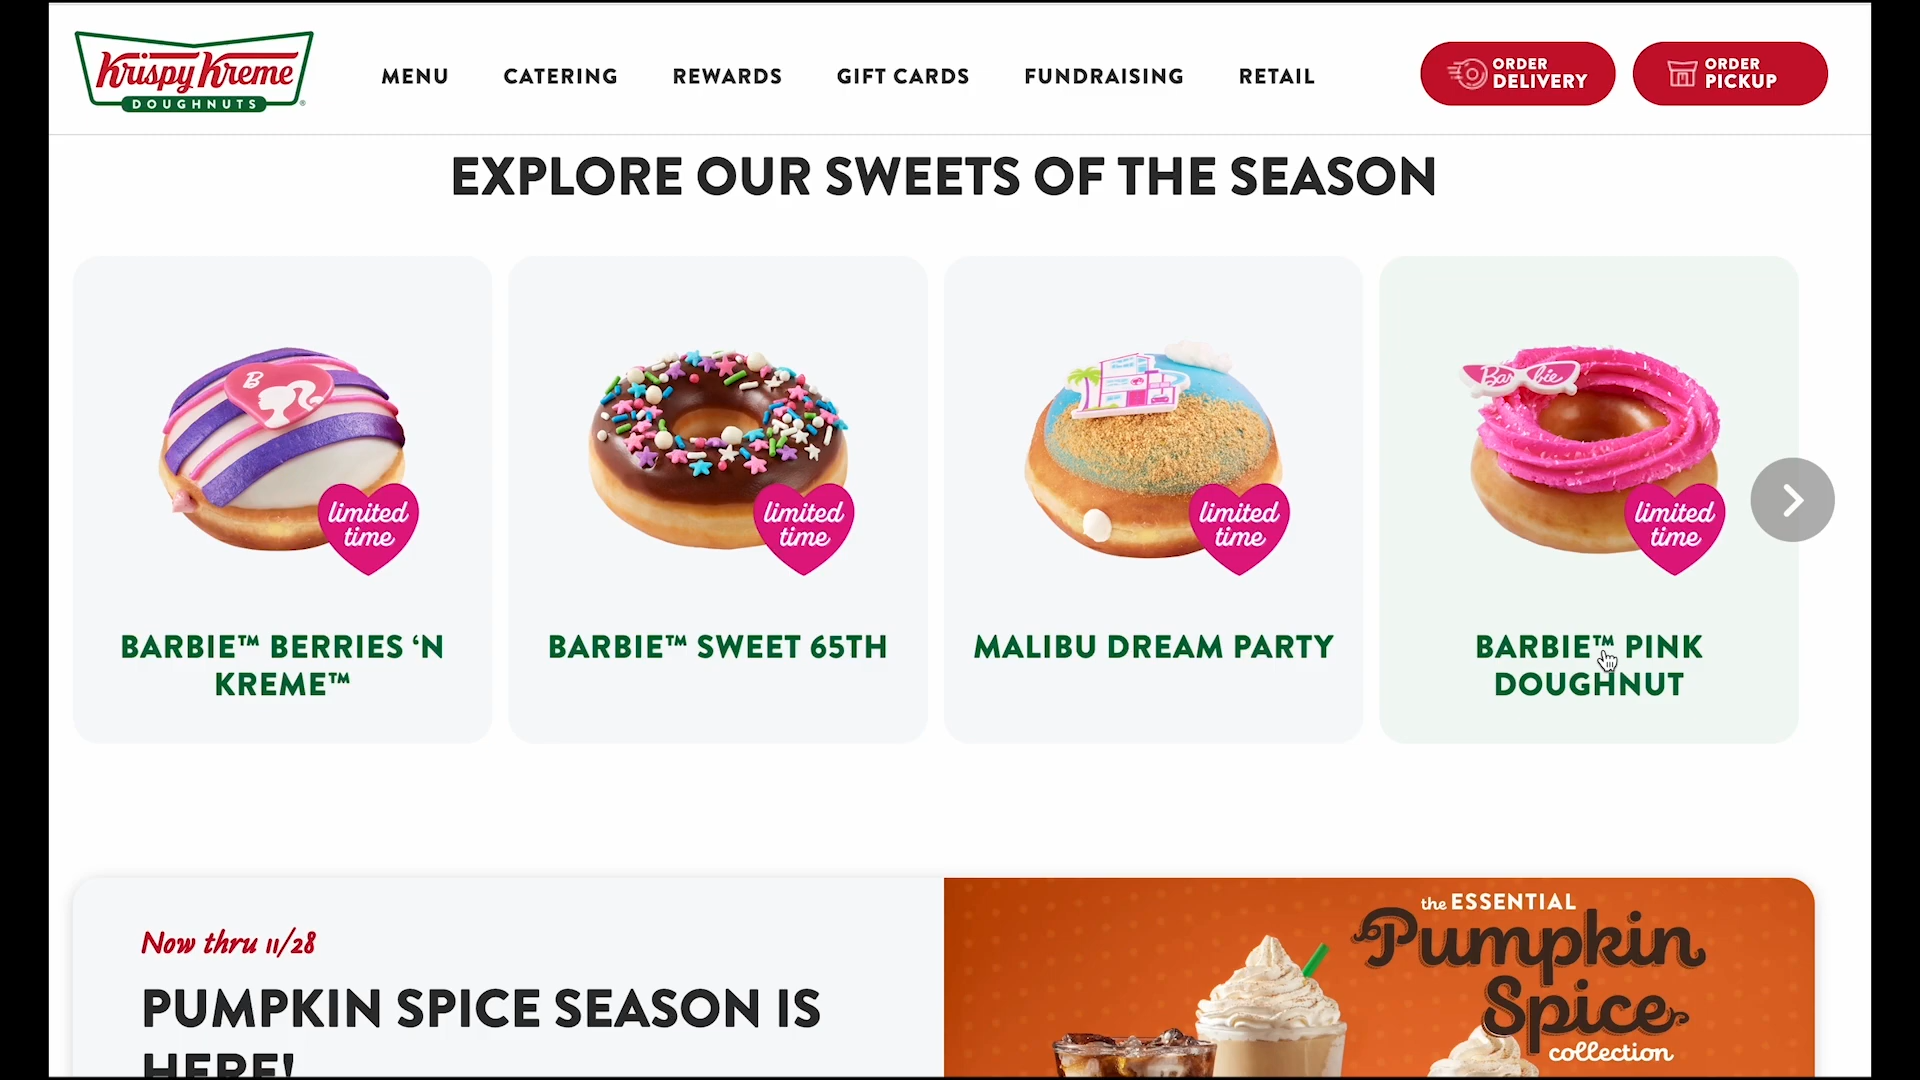 Krispy Kreme
DOUGHNUTS
MENU
CATERING
REWARDS
GIFT CARDS
FUNDRAISING
RETAIL
ORDER
DELIVERY
ORDER
PICKUP
EXPLORE OUR SWEETS OF THE SEASON
B
Barbie
limited
time
limited
time
limited
time
limited
time
BARBIE™ BERRIES ‘N
KREME™
BARBIE™ SWEET 65TH
MALIBU DREAM PARTY
BARBIE™ PINK
DOUGHNUT
Now thru 11/28
PUMPKIN SPICE SEASON IS
HERE!
the ESSENTIAL
Pumpkin
Spice
collection